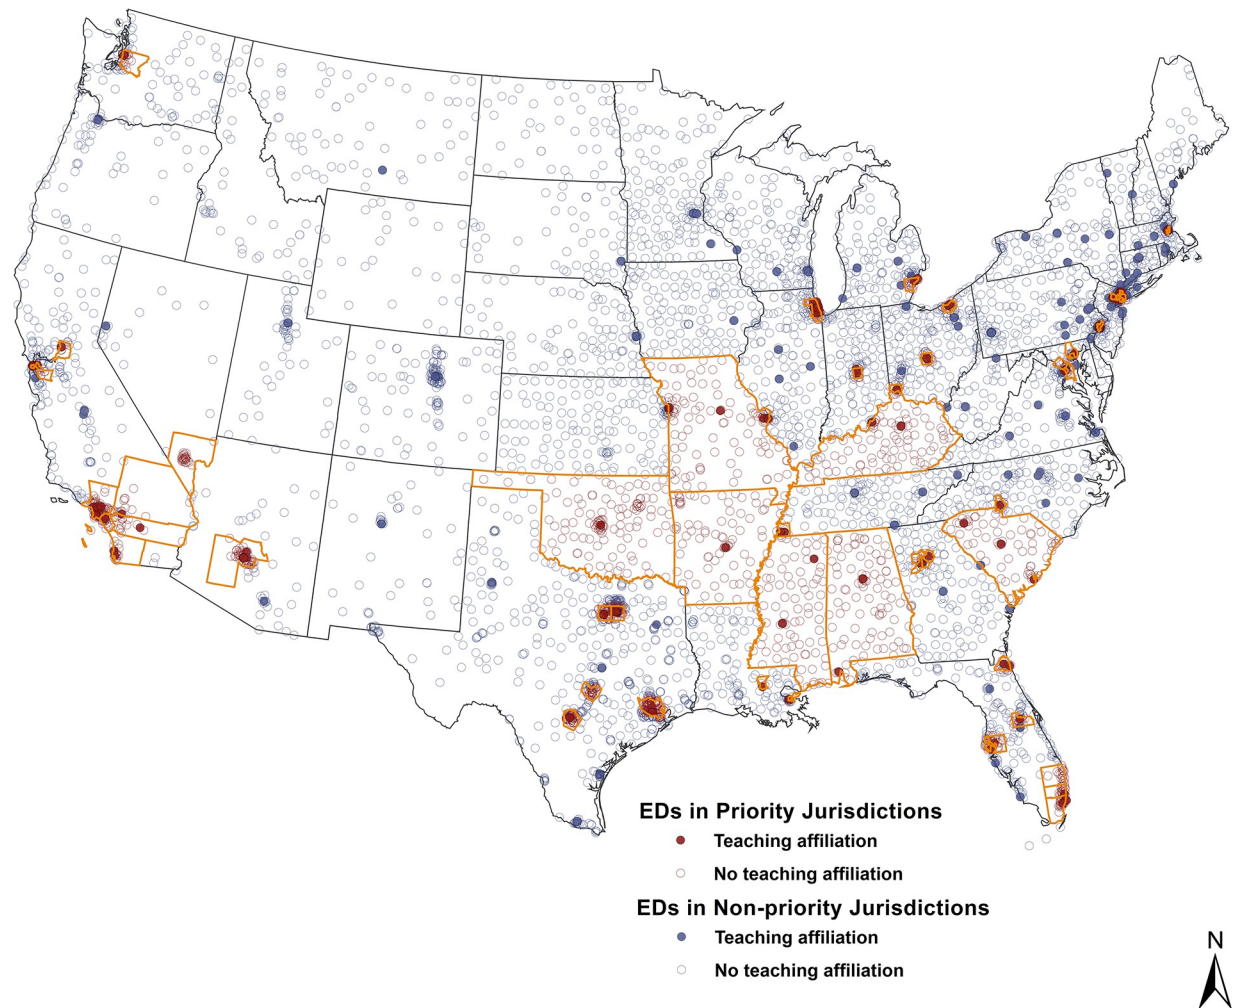 EDs in Priority Jurisdictions
Teaching affiliation
No teaching affiliation
EDs in Non-priority Jurisdictions
Teaching affiliation
No teaching affiliation
N